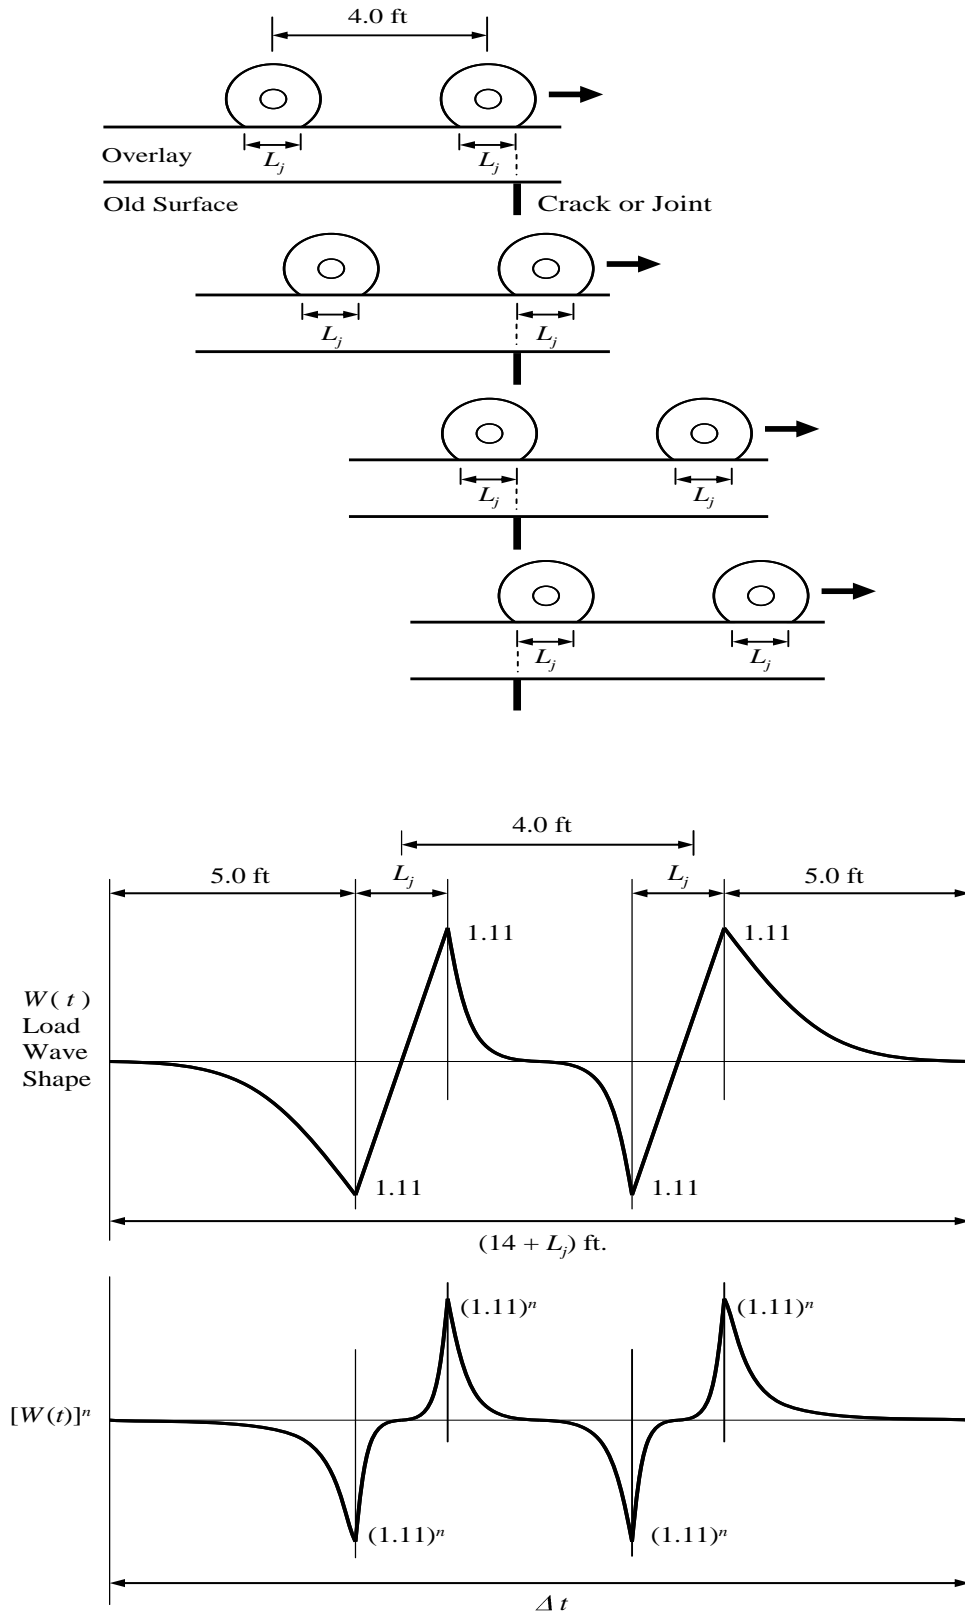 4.0 ft
L_j L_j
Overlay
Old Surface Crack or Joint
L_j L_j
L_j L_j
L_j L_j
4.0 ft
5.0 ft L_j L_j 5.0 ft
1.11 1.11
W( t )
Load
Wave
Shape
1.11 1.11
(14 + L_j) ft.
(1.11)^n (1.11)^n
[W(t)]^n
(1.11)^n (1.11)^n
Δ t